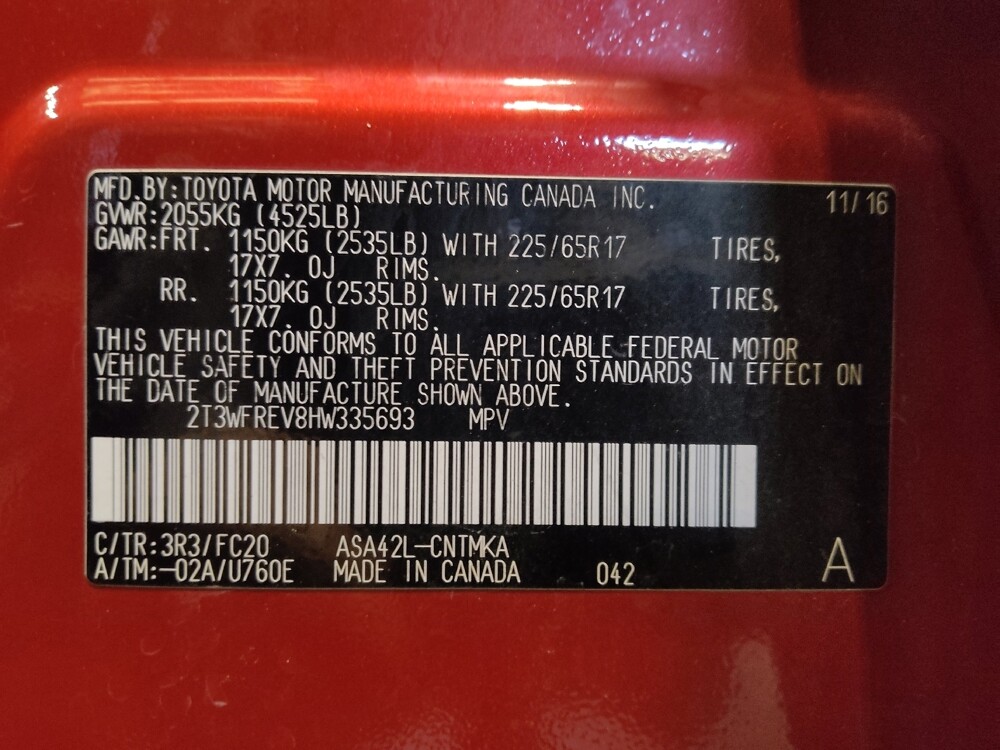 MFD.BY:TOYOTA MOTOR MANUFACTURING CANADA INC. 11/16
GVWR:2055KG (4525LB)
GAWR:FRT. 1150KG (2535LB) WITH 225/65R17 TIRES,
17X7. 0J RIMS.
RR. 1150KG (2535LB) WITH 225/65R17 TIRES,
17X7. 0J RIMS.
THIS VEHICLE CONFORMS TO ALL APPLICABLE FEDERAL MOTOR
VEHICLE SAFETY AND THEFT PREVENTION STANDARDS IN EFFECT ON
THE DATE OF MANUFACTURE SHOWN ABOVE.
2T3WFREV8HW335693 MPV
C/TR:3R3/FC20 ASA42L-CNTMKA A
A/TM:-02A/U760E MADE IN CANADA 042